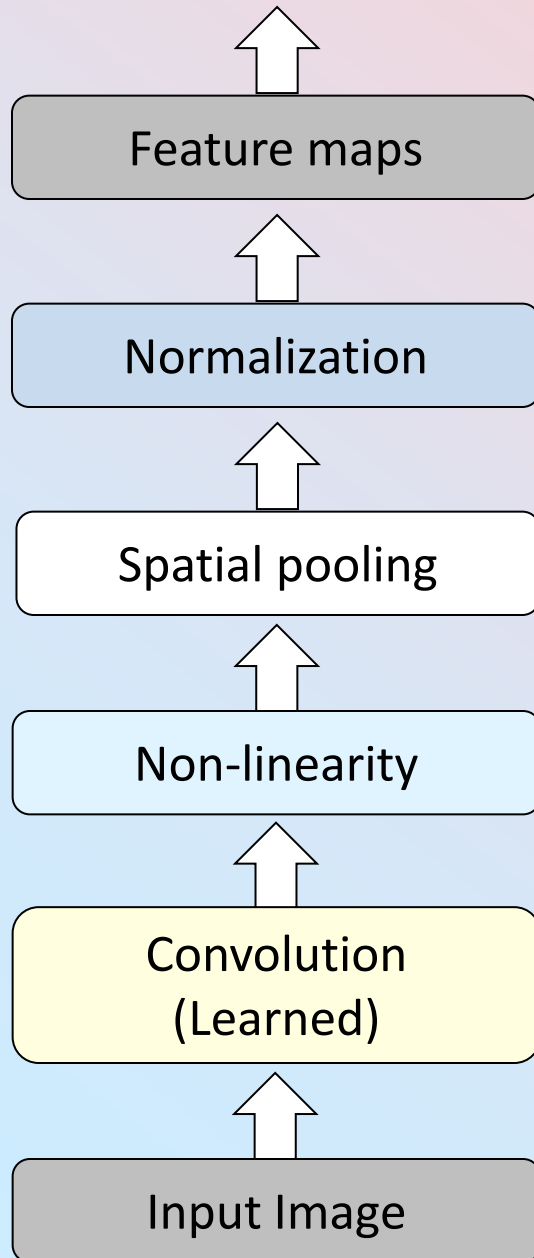 Feature maps
Normalization
Spatial pooling
Non-linearity
Convolution
(Learned)
Input Image